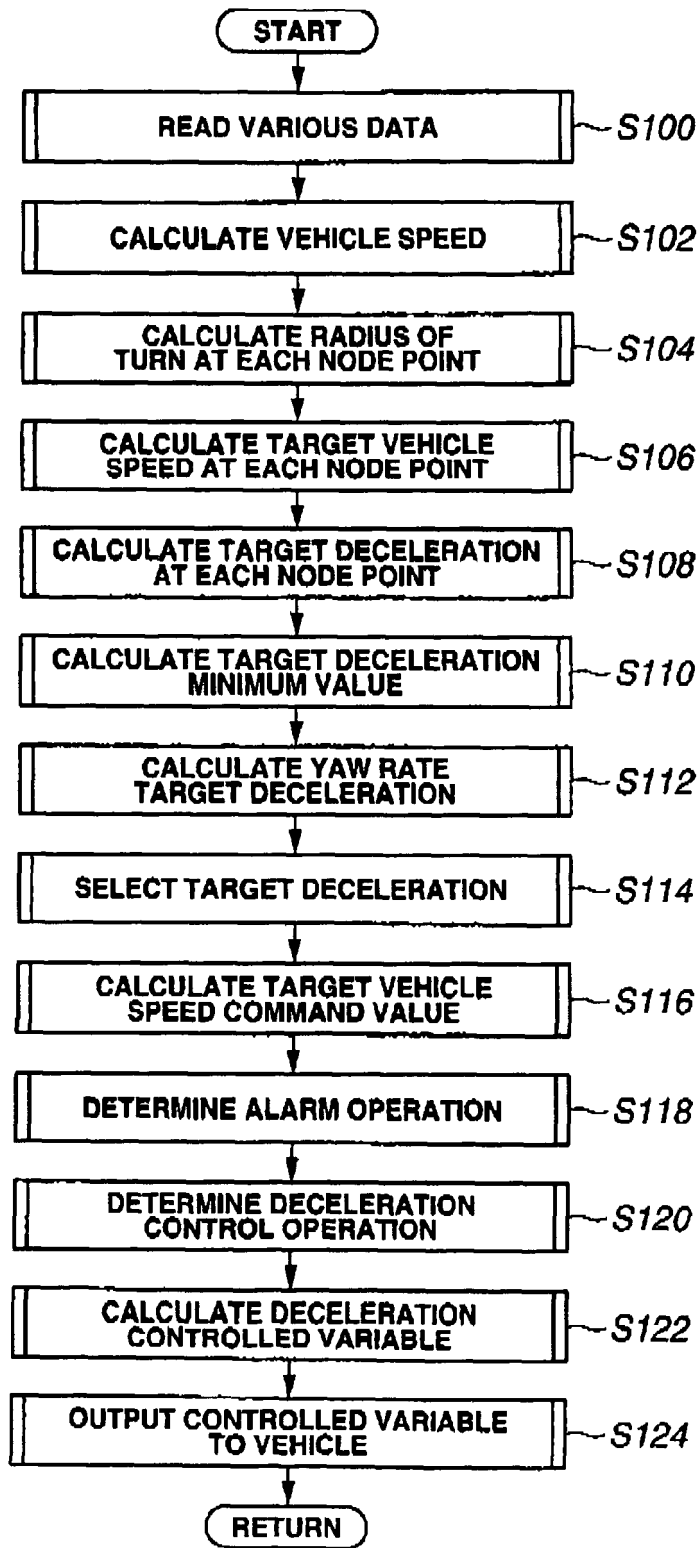 START
READ VARIOUS DATA
S100
CALCULATE VEHICLE SPEED
S102
CALCULATE RADIUS OF
TURN AT EACH NODE POINT
S104
CALCULATE TARGET VEHICLE
SPEED AT EACH NODE POINT
S106
CALCULATE TARGET DECELERATION
AT EACH NODE POINT
S108
CALCULATE TARGET DECELERATION
MINIMUM VALUE
S110
CALCULATE YAW RATE
TARGET DECELERATION
S112
SELECT TARGET DECELERATION
S114
CALCULATE TARGET VEHICLE
SPEED COMMAND VALUE
S116
DETERMINE ALARM OPERATION
S118
DETERMINE DECELERATION
CONTROL OPERATION
S120
CALCULATE DECELERATION
CONTROLLED VARIABLE
S122
OUTPUT CONTROLLED VARIABLE
TO VEHICLE
S124
RETURN